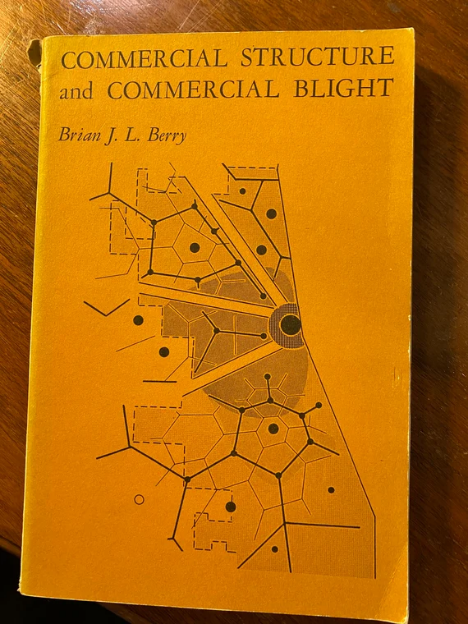 COMMERCIAL STRUCTURE
and COMMERCIAL BLIGHT
Brian J. L. Berry